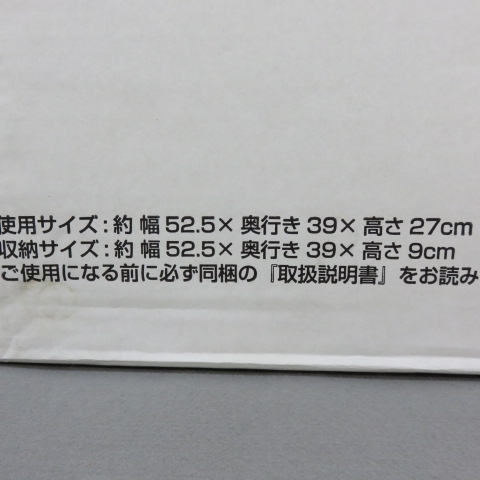 使用サイズ:約 幅 52.5× 奥行き 39× 高さ 27cm
収納サイズ:約 幅 52.5× 奥行き 39× 高さ 9cm
ご使用になる前に必ず同梱の『取扱説明書』をお読み